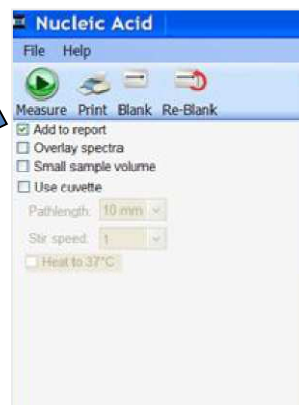 Nucleic Acid
File Help
Measure Print Blank Re-Blank
Add to report
Overlay spectra
Small sample volume
Use cuvette
Pathlength: 10 mm
Stir speed: 1
Heat to 37°C